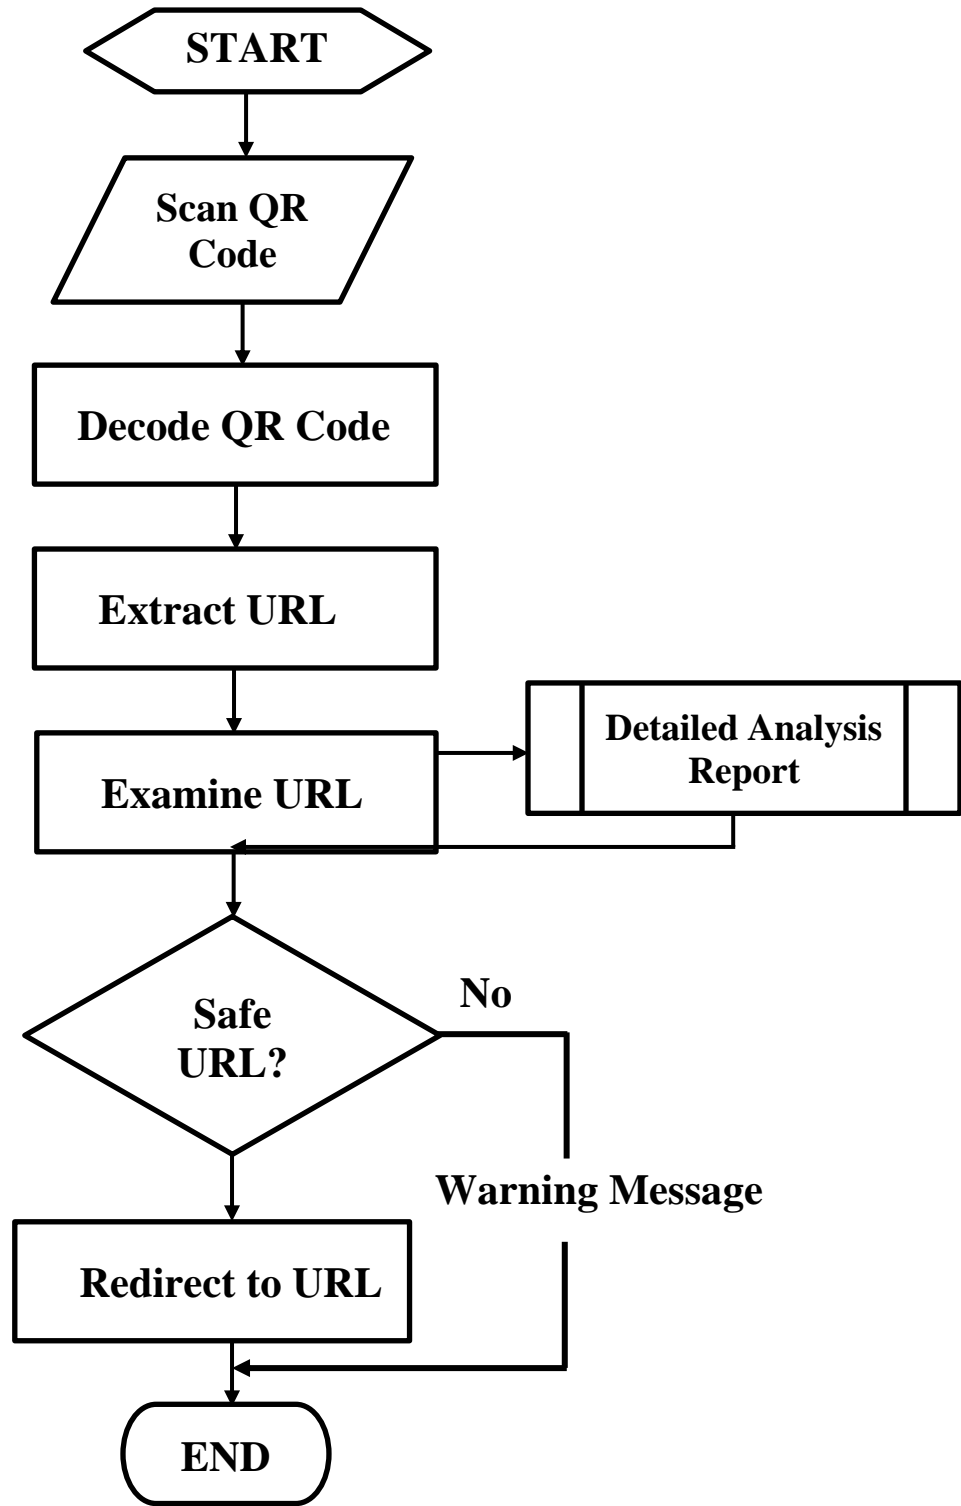 START
Scan QR
Code
Decode QR Code
Extract URL
Examine URL
Detailed Analysis
Report
Safe
URL?
No
Warning Message
Redirect to URL
END